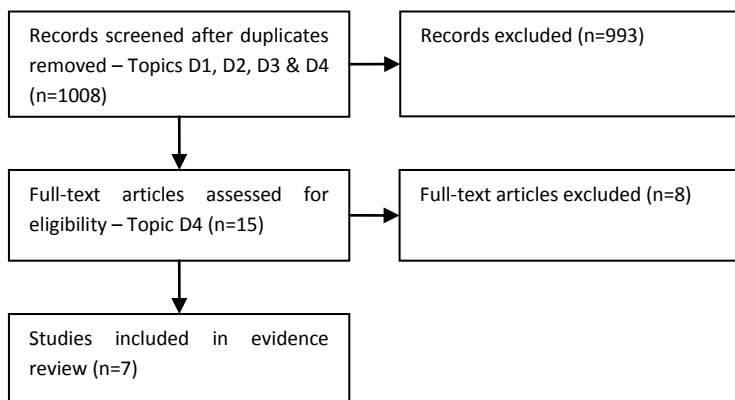 Records screened after duplicates
removed – Topics D1, D2, D3 & D4
(n=1008)
Records excluded (n=993)
Full-text articles assessed for
eligibility – Topic D4 (n=15)
Full-text articles excluded (n=8)
Studies included in evidence
review (n=7)